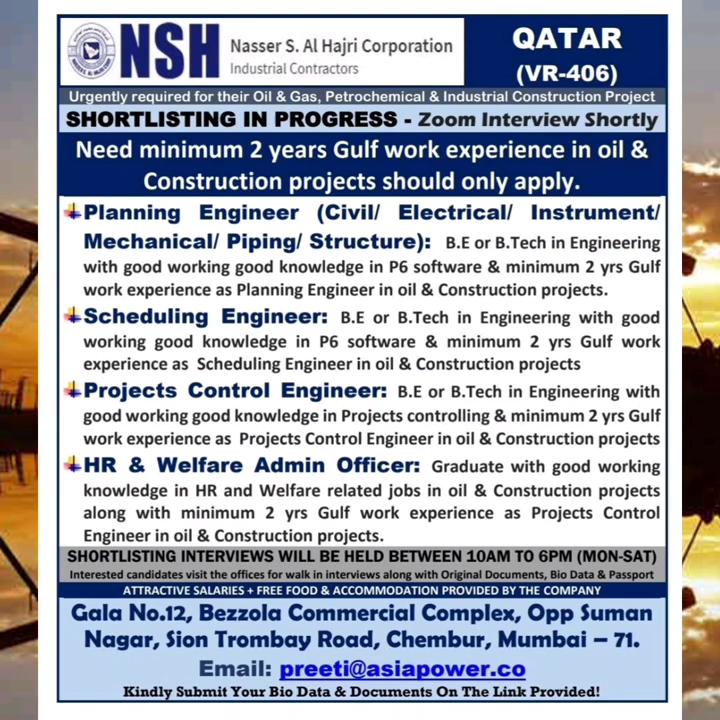 NSH
Nasser S. Al Hajri Corporation
Industrial Contractors
QATAR
(VR-406)
Urgently required for their Oil & Gas, Petrochemical & Industrial Construction Project
SHORTLISTING IN PROGRESS - Zoom Interview Shortly
Need minimum 2 years Gulf work experience in oil &
Construction projects should only apply.
Planning Engineer (Civil/ Electrical/ Instrument/
Mechanical/ Piping/ Structure): B.E or B.Tech in Engineering
with good working good knowledge in P6 software & minimum 2 yrs Gulf
work experience as Planning Engineer in oil & Construction projects.
Scheduling Engineer: B.E or B.Tech in Engineering with good
working good knowledge in P6 software & minimum 2 yrs Gulf work
experience as Scheduling Engineer in oil & Construction projects
Projects Control Engineer: B.E or B.Tech in Engineering with
good working good knowledge in Projects controlling & minimum 2 yrs Gulf
work experience as Projects Control Engineer in oil & Construction projects
HR & Welfare Admin Officer: Graduate with good working
knowledge in HR and Welfare related jobs in oil & Construction projects
along with minimum 2 yrs Gulf work experience as Projects Control
Engineer in oil & Construction projects.
SHORTLISTING INTERVIEWS WILL BE HELD BETWEEN 10AM TO 6PM (MON-SAT)
Interested candidates visit the offices for walk in interviews along with Original Documents, Bio Data & Passport
ATTRACTIVE SALARIES + FREE FOOD & ACCOMMODATION PROVIDED BY THE COMPANY
Gala No.12, Bezzola Commercial Complex, Opp Suman
Nagar, Sion Trombay Road, Chembur, Mumbai – 71.
Email: preeti@asiapower.co
Kindly Submit Your Bio Data & Documents On The Link Provided!